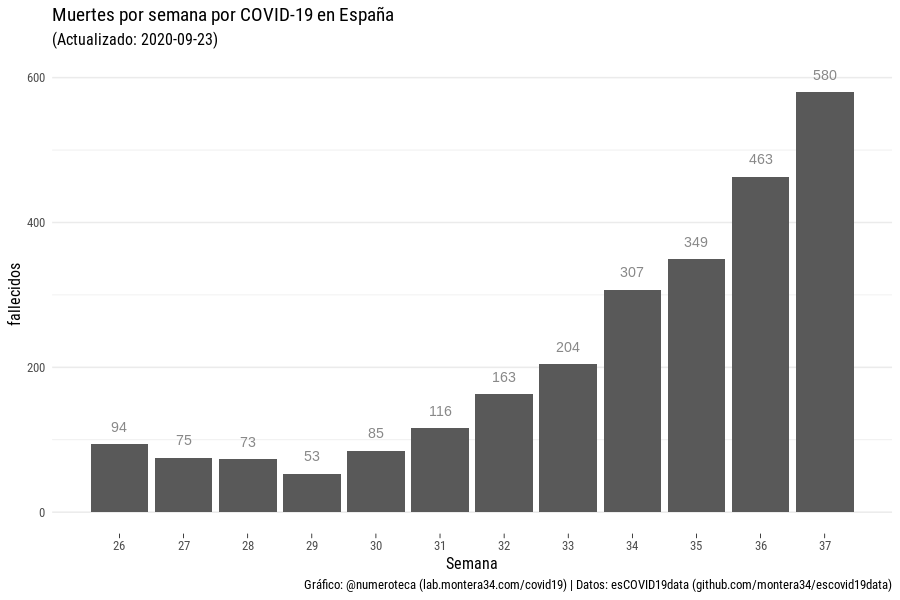 Muertes por semana por COVID-19 en España
(Actualizado: 2020-09-23)
600
400
200
0
fallecidos
94
75
73
53
85
116
163
204
307
349
463
580
26 27 28 29 30 31 32 33 34 35 36 37
Semana
Gráfico: @numeroteca (lab.montera34.com/covid19) | Datos: esCOVID19data (github.com/montera34/escovid19data)